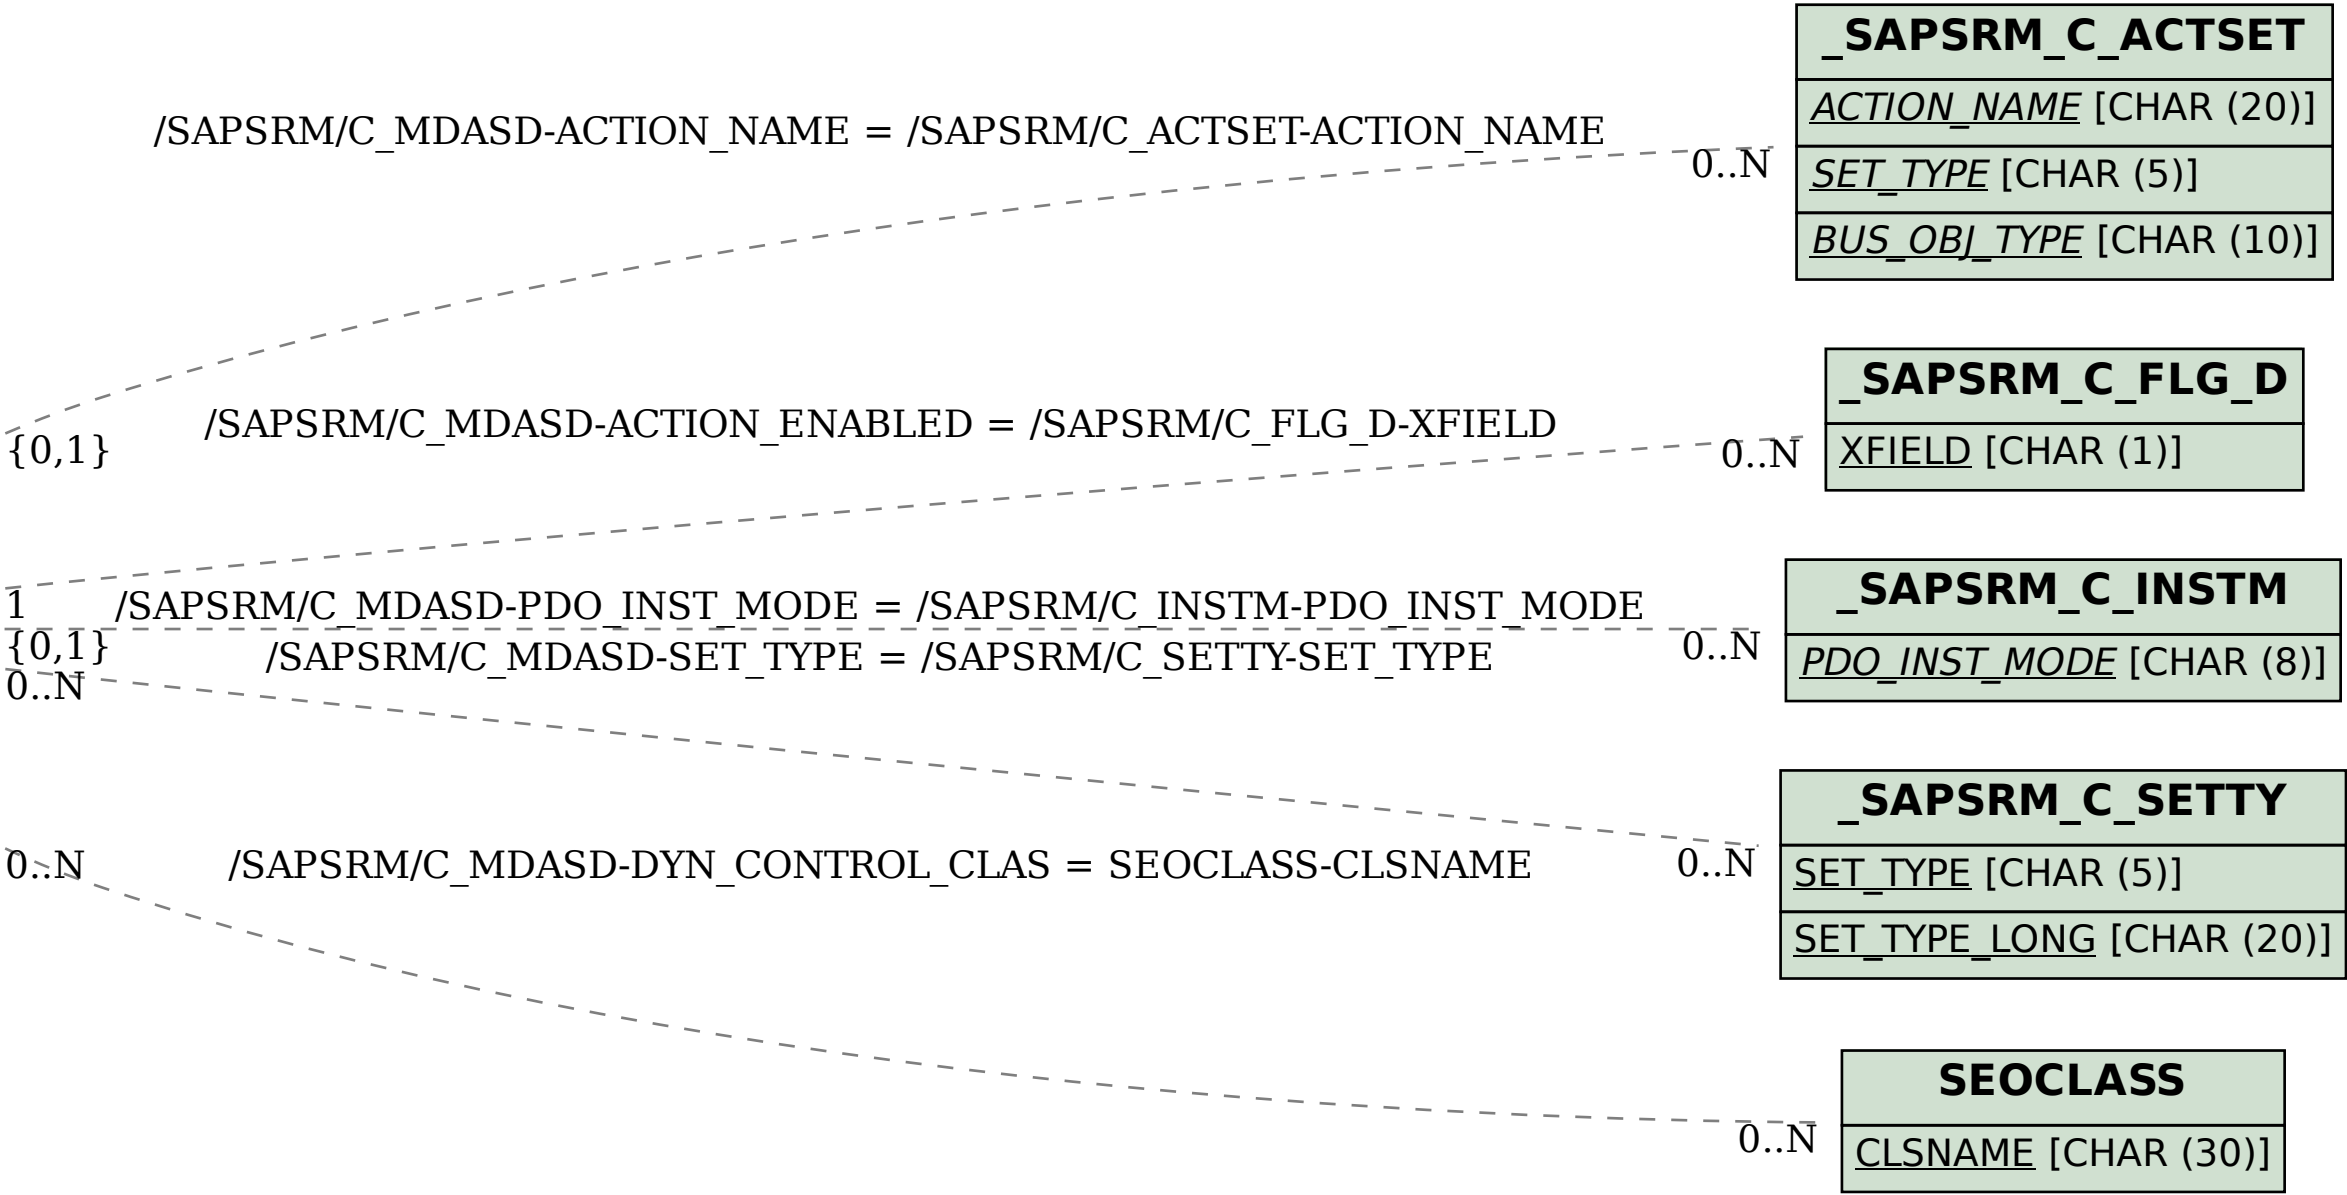 _SAPSRM_C_ACTSET
ACTION_NAME [CHAR (20)]
SET_TYPE [CHAR (5)]
BUS_OBJ_TYPE [CHAR (10)]
/SAPSRM/C_MDASD-ACTION_NAME = /SAPSRM/C_ACTSET-ACTION_NAME
0..N
{0,1}
_SAPSRM_C_FLG_D
XFIELD [CHAR (1)]
/SAPSRM/C_MDASD-ACTION_ENABLED = /SAPSRM/C_FLG_D-XFIELD
0..N
1
_SAPSRM_C_INSTM
PDO_INST_MODE [CHAR (8)]
/SAPSRM/C_MDASD-PDO_INST_MODE = /SAPSRM/C_INSTM-PDO_INST_MODE
0..N
{0,1}
/SAPSRM/C_MDASD-SET_TYPE = /SAPSRM/C_SETTY-SET_TYPE
0..N
_SAPSRM_C_SETTY
SET_TYPE [CHAR (5)]
SET_TYPE_LONG [CHAR (20)]
0..N
/SAPSRM/C_MDASD-DYN_CONTROL_CLAS = SEOCLASS-CLSNAME
0..N
SEOCLASS
CLSNAME [CHAR (30)]
0..N